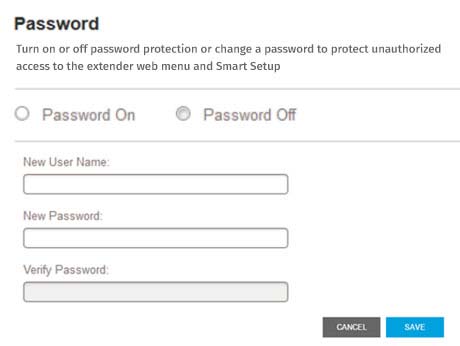 Password
Turn on or off password protection or change a password to protect unauthorized
access to the extender web menu and Smart Setup
Password On Password Off
New User Name:
New Password:
Verify Password:
CANCEL SAVE